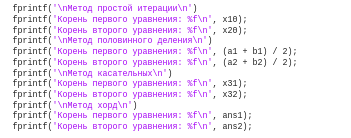 fprintf('\nМетод простой итерации\n')
fprintf('Корень первого уравнения: %f\n', x10);
fprintf('Корень второго уравнения: %f\n', x20);
fprintf('\nМетод половинного деления\n')
fprintf('Корень первого уравнения: %f\n', (a1 + b1) / 2);
fprintf('Корень второго уравнения: %f\n', (a2 + b2) / 2);
fprintf('\nМетод касательных\n')
fprintf('Корень первого уравнения: %f\n', x31);
fprintf('Корень второго уравнения: %f\n', x32);
fprintf('\nМетод хорд\n')
fprintf('Корень первого уравнения: %f\n', ans1);
fprintf('Корень второго уравнения: %f\n', ans2);